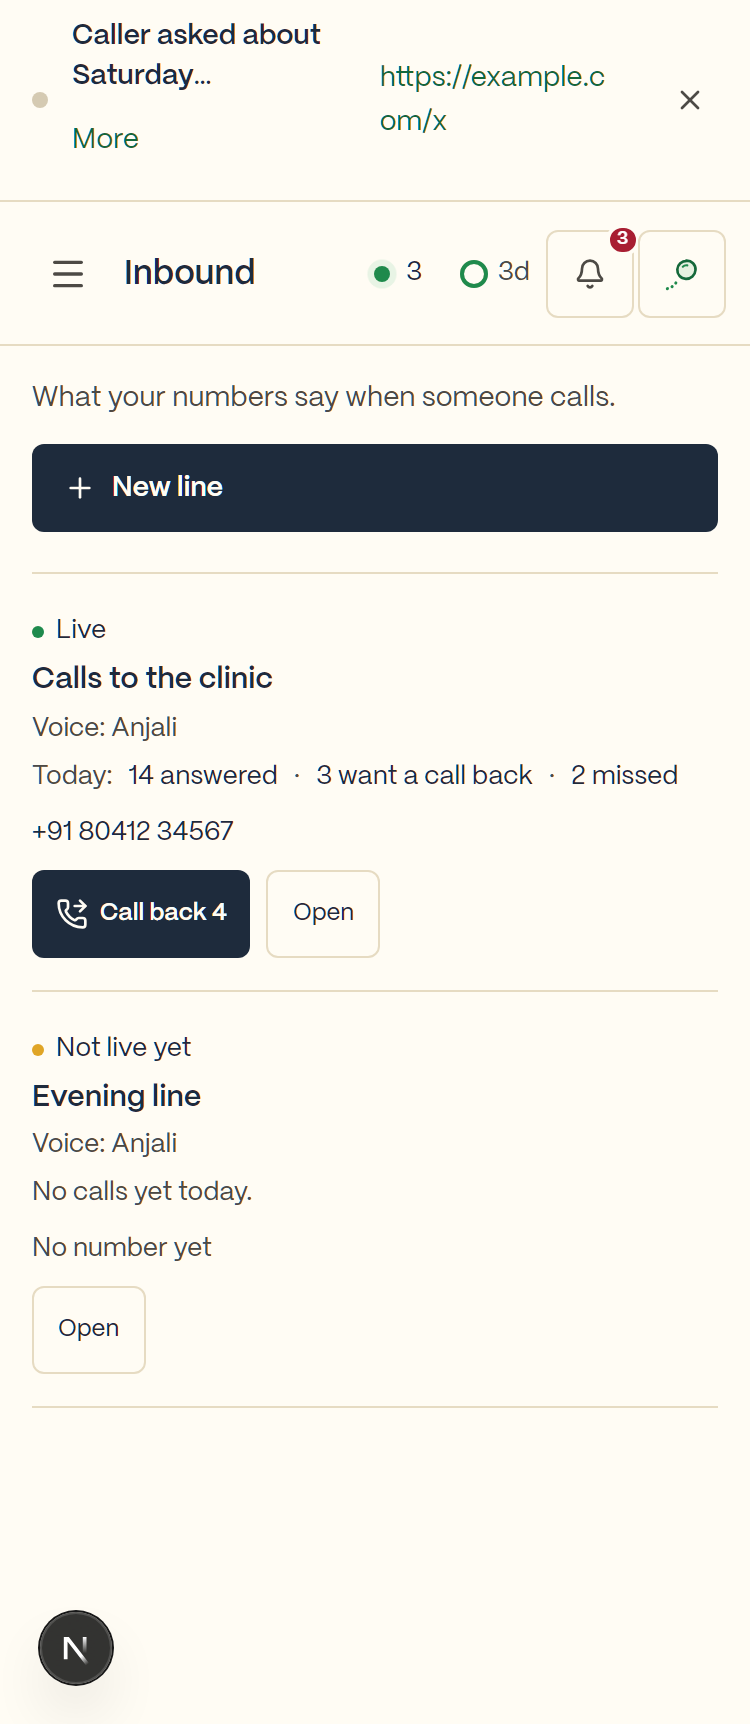 Caller asked about
Saturday...
More
https://example.c
om/x
Inbound
3
3d
3
What your numbers say when someone calls.
New line
Live
Calls to the clinic
Voice: Anjali
Today: 14 answered · 3 want a call back · 2 missed
+91 80412 34567
Call back 4
Open
Not live yet
Evening line
Voice: Anjali
No calls yet today.
No number yet
Open
N